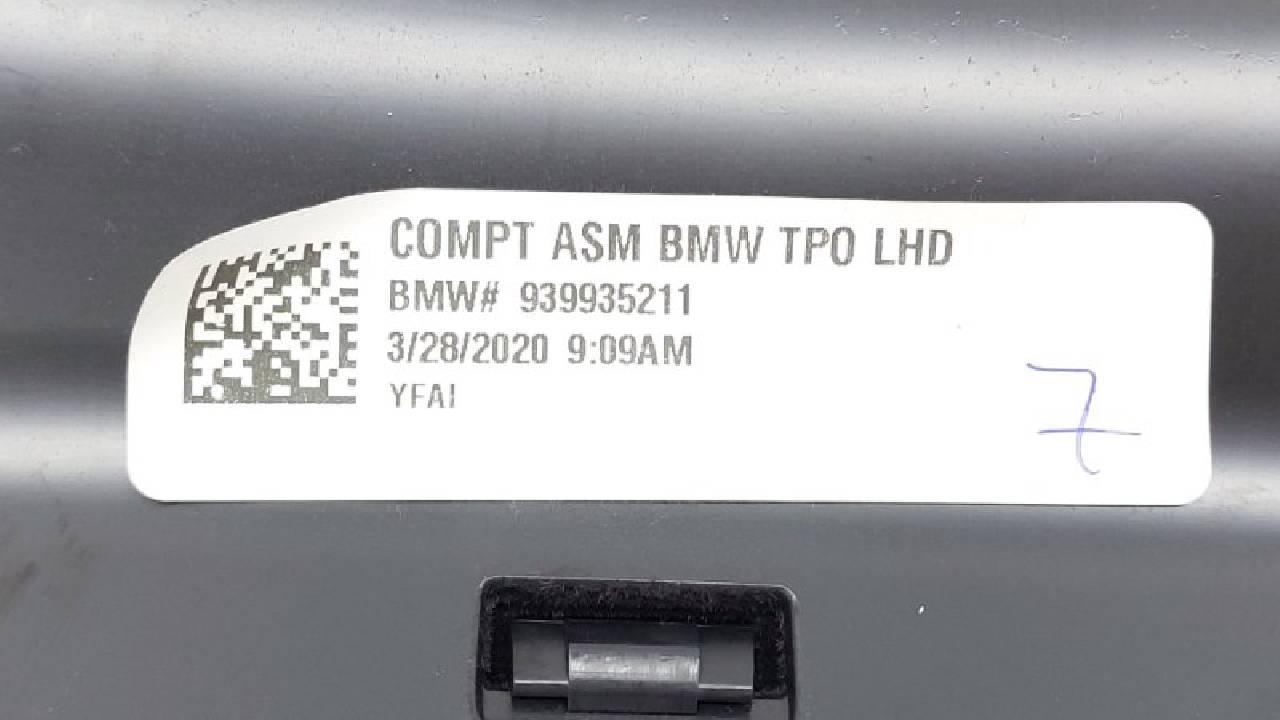 COMPT ASM BMW TPO LHD
BMW# 939935211
3/28/2020 9:09AM
YFAI
7